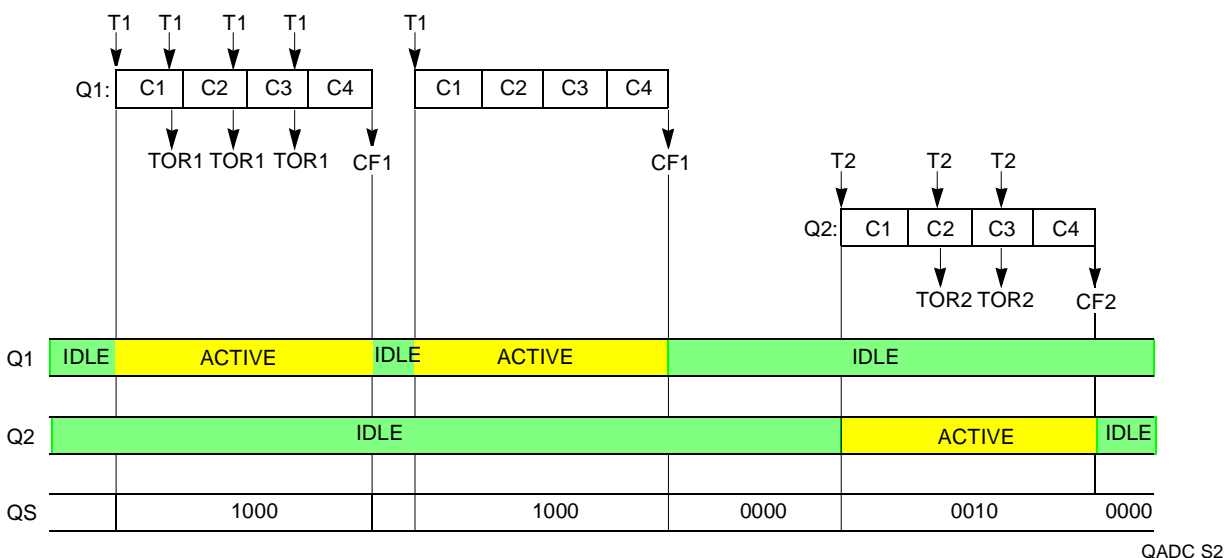 T1 T1 T1 T1 T1
Q1: C1 C2 C3 C4 C1 C2 C3 C4
TOR1 TOR1 TOR1 CF1 CF1
T2 T2 T2
Q2: C1 C2 C3 C4
TOR2 TOR2 CF2
Q1 IDLE ACTIVE IDLE ACTIVE IDLE
Q2 IDLE ACTIVE IDLE
QS 1000 1000 0000 0010 0000
QADC S2